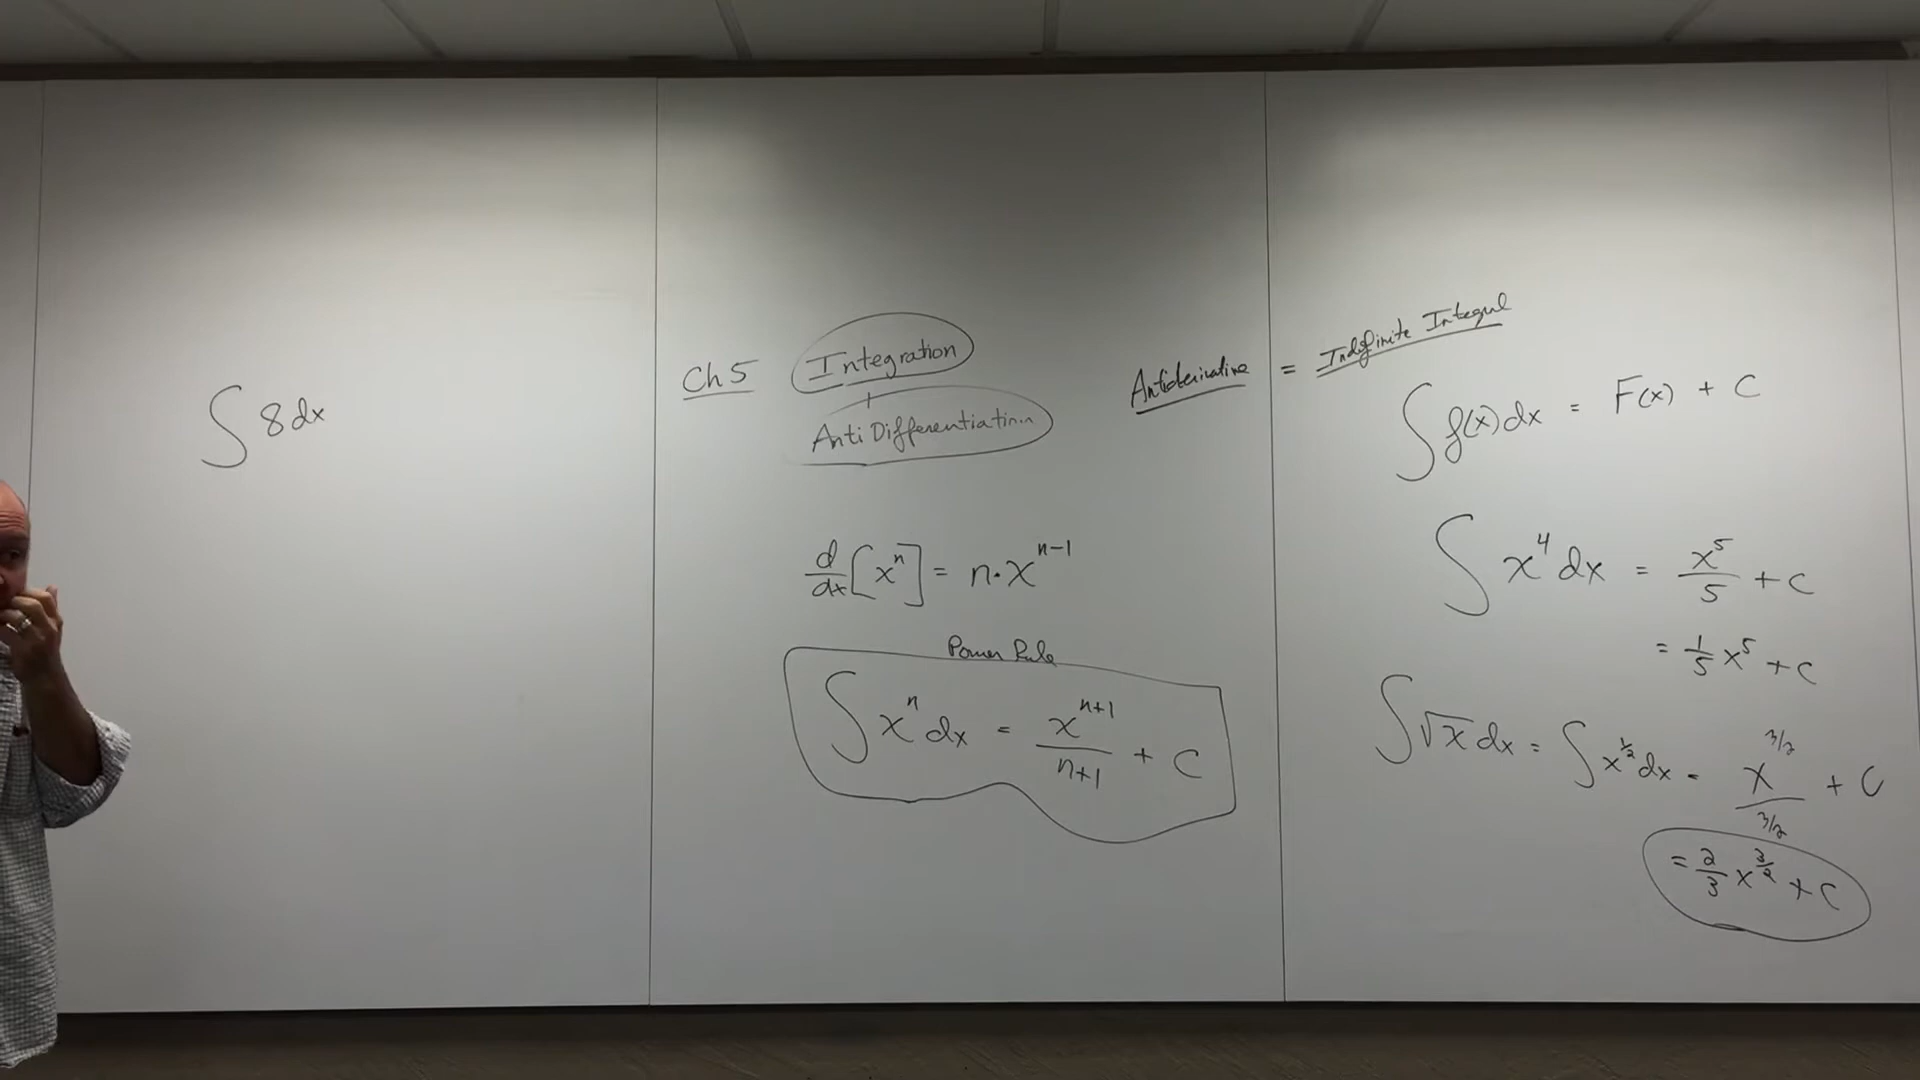 ∫ 8 dx
Ch 5 Integration
Anti Differentiation
d/dx [x^n] = n · x^(n-1)
Power Rule
∫ x^n dx = x^(n+1)/(n+1) + C
Antiderivative = Indefinite Integral
∫ f(x) dx = F(x) + C
∫ x^4 dx = x^5/5 + C
= 1/5 x^5 + C
∫ √x dx = ∫ x^(1/2) dx = x^(3/2)/(3/2) + C
= 2/3 x^(3/2) + C